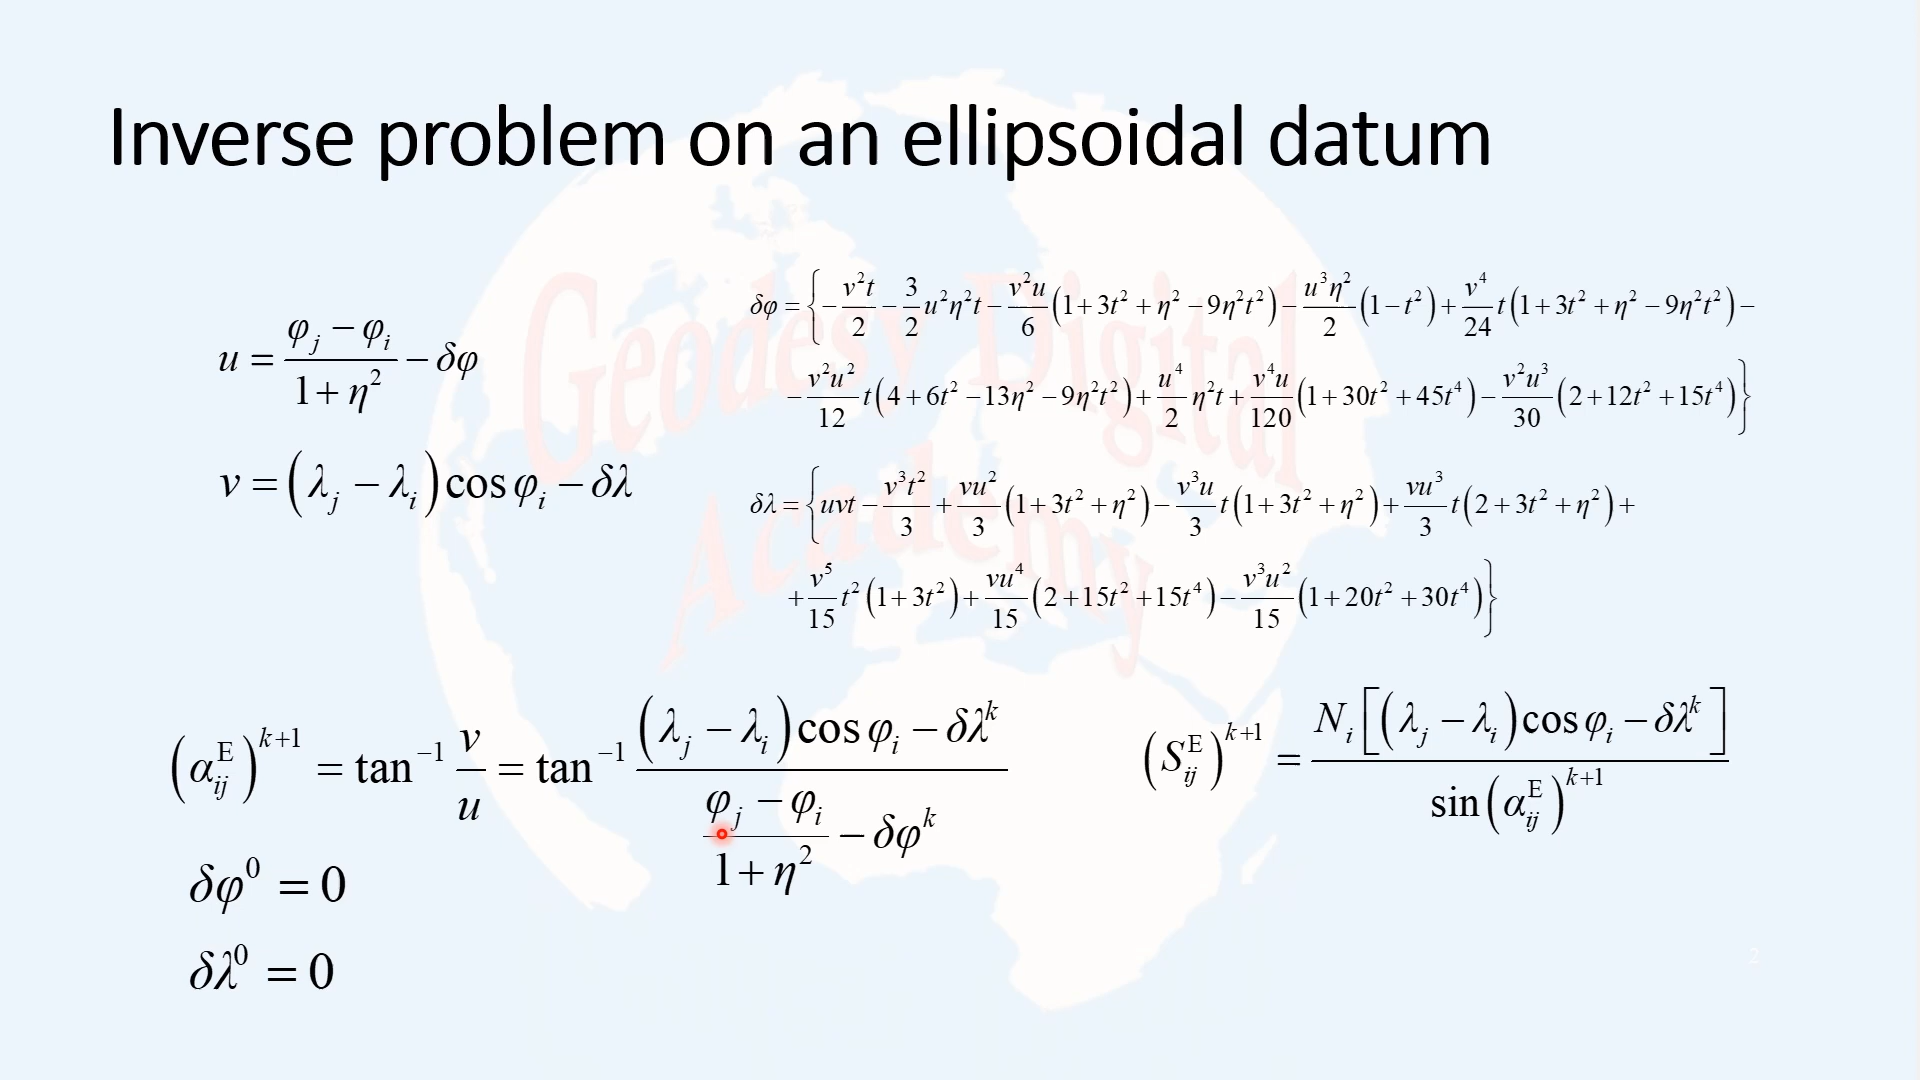 Inverse problem on an ellipsoidal datum
u = (φ_j − φ_i)/(1 + η²) − δφ
v = (λ_j − λ_i) cos φ_i − δλ
δφ = { − v²t/2 − 3/2 u²η²t − v²u/6 (1 + 3t² + η² − 9η²t²) − u³η²/2 (1 − t²) + v⁴/24 t (1 + 3t² + η² − 9η²t²) −
− v²u²/12 t (4 + 6t² − 13η² − 9η²t²) + u⁴/2 η²t + v⁴u/120 (1 + 30t² + 45t⁴) − v²u³/30 (2 + 12t² + 15t⁴) }
δλ = { uvt − v³t²/3 + vu²/3 (1 + 3t² + η²) − v³u/3 t (1 + 3t² + η²) + vu³/3 t (2 + 3t² + η²) +
+ v⁵/15 t² (1 + 3t²) + vu⁴/15 (2 + 15t² + 15t⁴) − v³u²/15 (1 + 20t² + 30t⁴) }
(α_ij^E)^(k+1) = tan⁻¹ v/u = tan⁻¹ ((λ_j − λ_i) cos φ_i − δλ^k)/((φ_j − φ_i)/(1 + η²) − δφ^k)
(S_ij^E)^(k+1) = N_i [(λ_j − λ_i) cos φ_i − δλ^k]/sin (α_ij^E)^(k+1)
δφ⁰ = 0
δλ⁰ = 0
Geodesy Digital
Academy
2